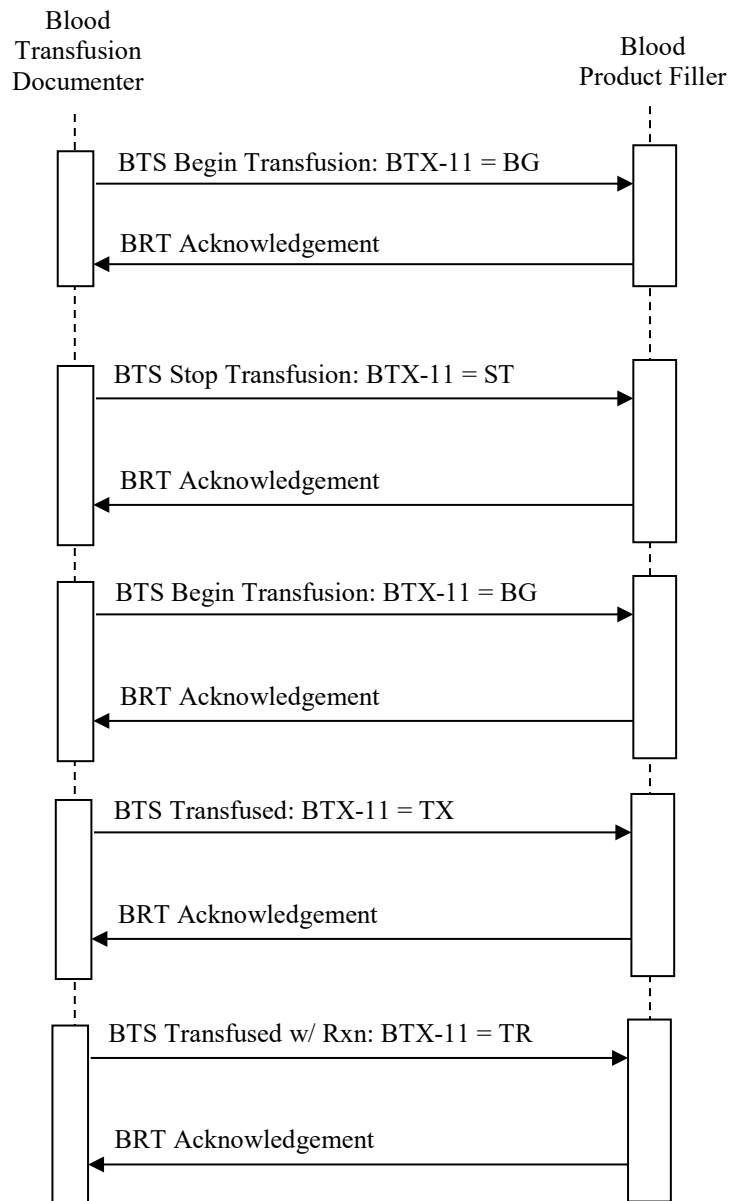 Blood
Transfusion
Documenter
Blood
Product Filler
BTS Begin Transfusion: BTX-11 = BG
BRT Acknowledgement
BTS Stop Transfusion: BTX-11 = ST
BRT Acknowledgement
BTS Begin Transfusion: BTX-11 = BG
BRT Acknowledgement
BTS Transfused: BTX-11 = TX
BRT Acknowledgement
BTS Transfused w/ Rxn: BTX-11 = TR
BRT Acknowledgement